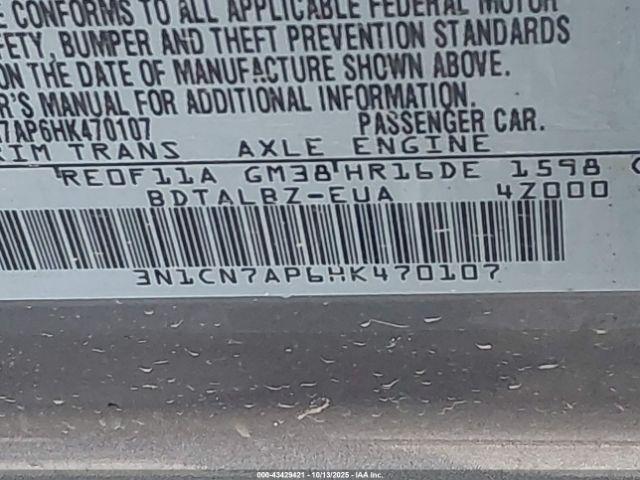 E CONFORMS TO ALL APPLICABLE FEDERAL MOTOR
FETY, BUMPER AND THEFT PREVENTION STANDARDS
ON THE DATE OF MANUFACTURE SHOWN ABOVE.
R'S MANUAL FOR ADDITIONAL INFORMATION.
7AP6HK470107 PASSENGER CAR.
RIM TRANS AXLE ENGINE
RE0F11A GM38 HR16DE 1598
BDTALBZ-EUA 4Z000
3N1CN7AP6HK470107
000-43429421 - 10/13/2025 - IAA Inc.